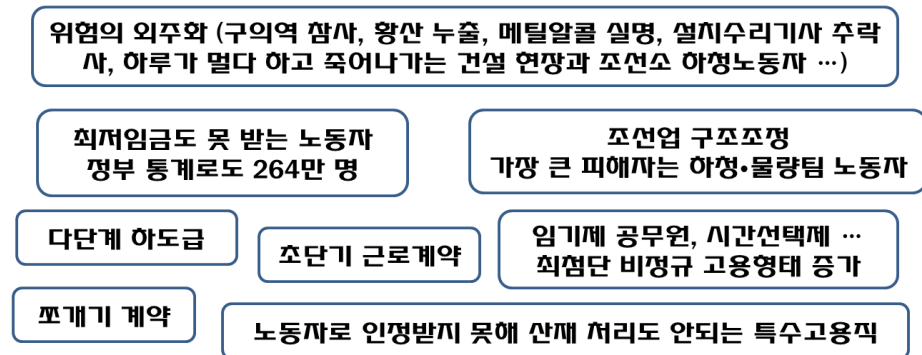 위험의 외주화 (구의역 참사, 황산 누출, 메틸알콜 실명, 설치수리기사 추락
사, 하루가 멀다 하고 죽어나가는 건설 현장과 조선소 하청노동자 …)
최저임금도 못 받는 노동자
정부 통계로도 264만 명
조선업 구조조정
가장 큰 피해자는 하청•물량팀 노동자
다단계 하도급
초단기 근로계약
임기제 공무원, 시간선택제 …
최첨단 비정규 고용형태 증가
쪼개기 계약
노동자로 인정받지 못해 산재 처리도 안되는 특수고용직